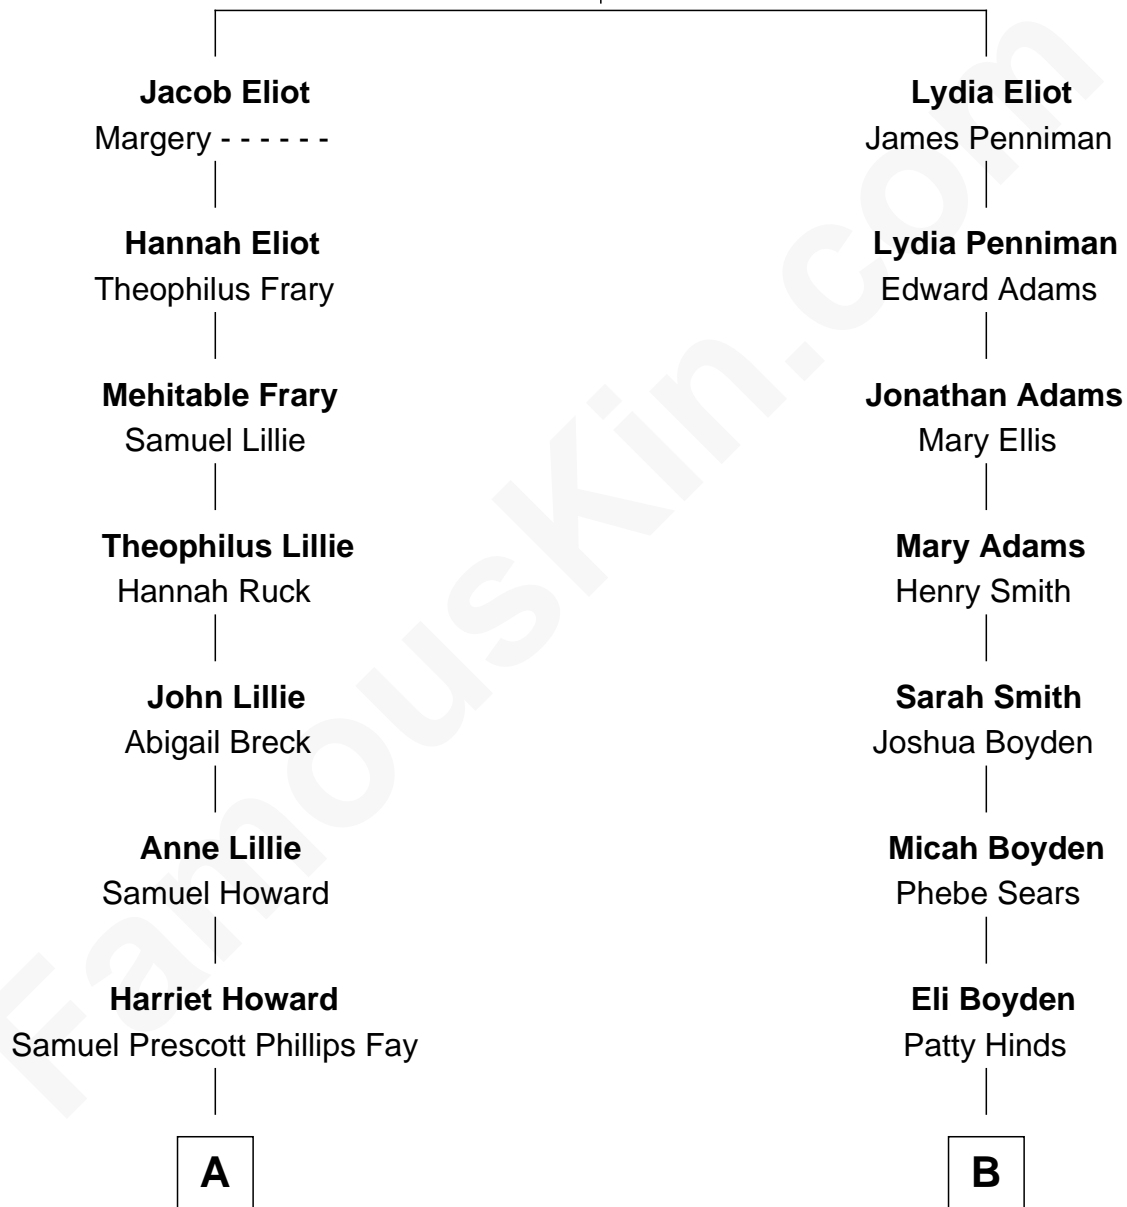 Jacob Eliot
Margery - - - - - -
Hannah Eliot
Theophilus Frary
Mehitable Frary
Samuel Lillie
Theophilus Lillie
Hannah Ruck
John Lillie
Abigail Breck
Anne Lillie
Samuel Howard
Harriet Howard
Samuel Prescott Phillips Fay
A
Lydia Eliot
James Penniman
Lydia Penniman
Edward Adams
Jonathan Adams
Mary Ellis
Mary Adams
Henry Smith
Sarah Smith
Joshua Boyden
Micah Boyden
Phebe Sears
Eli Boyden
Patty Hinds
B
FamousKin.com